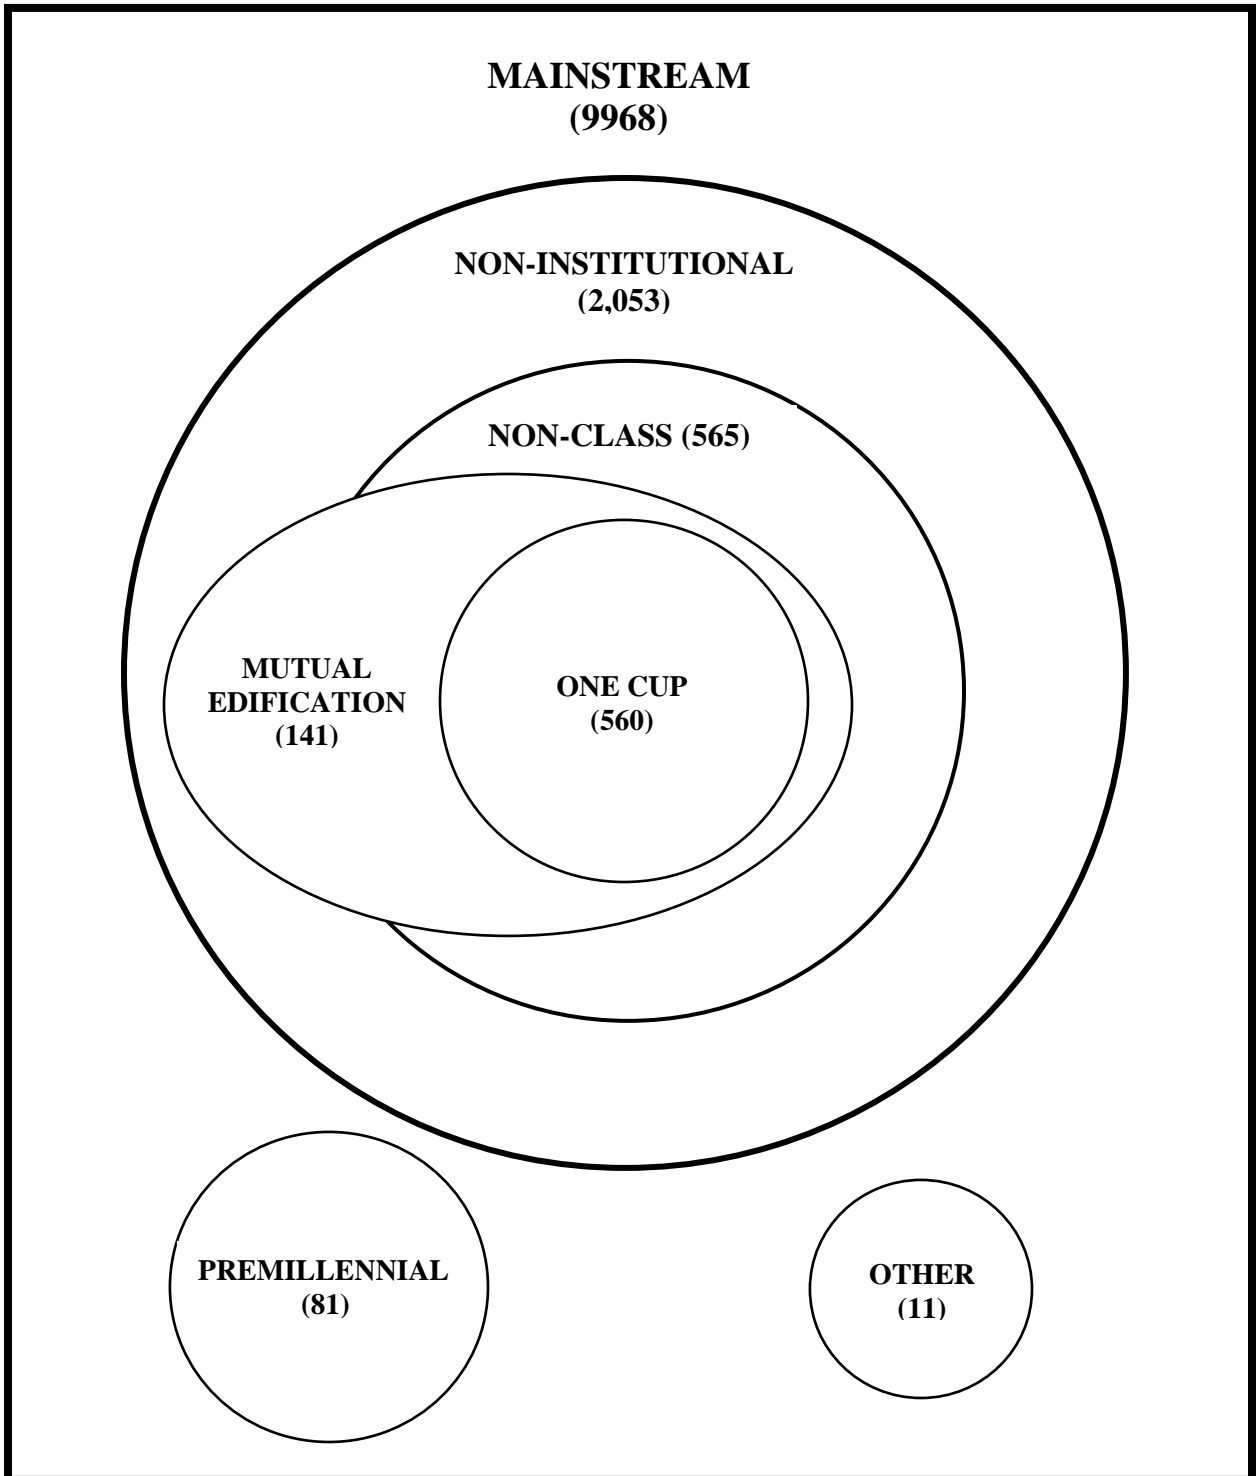 MAINSTREAM
(9968)
NON-INSTITUTIONAL
(2,053)
NON-CLASS (565)
MUTUAL
EDIFICATION
(141)
ONE CUP
(560)
PREMILLENNIAL
(81)
OTHER
(11)